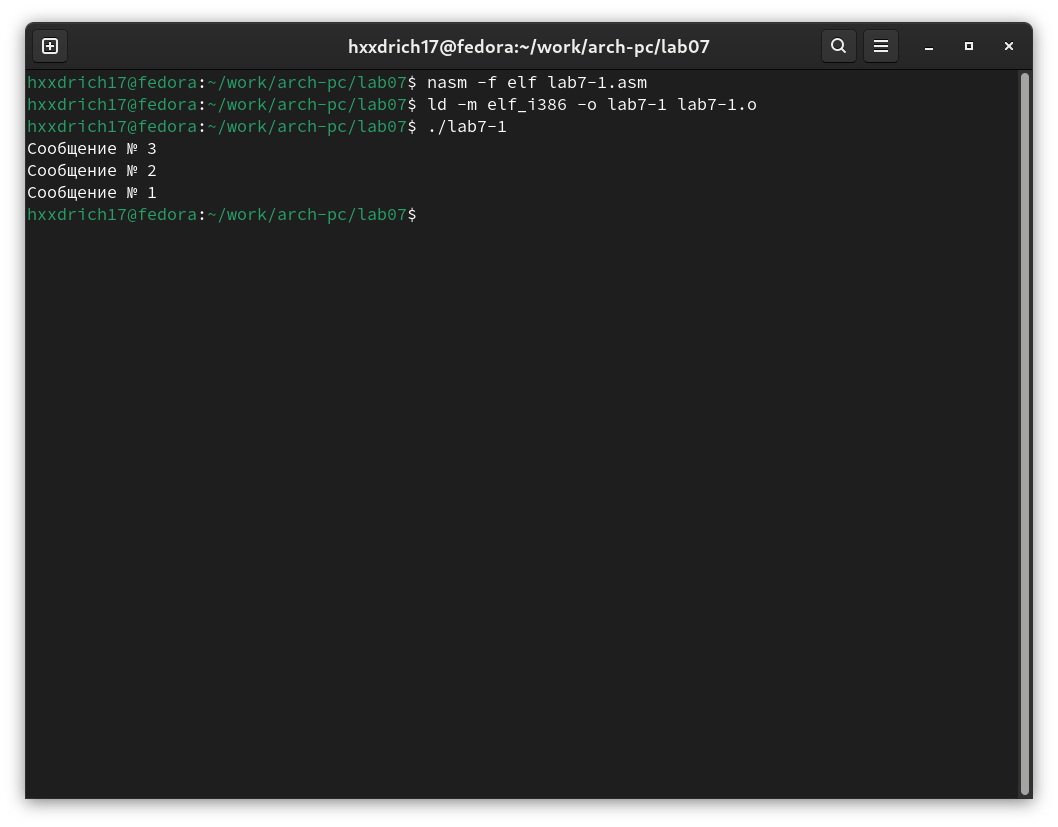 hxxdrich17@fedora:~/work/arch-pc/lab07
hxxdrich17@fedora:~/work/arch-pc/lab07$ nasm -f elf lab7-1.asm
hxxdrich17@fedora:~/work/arch-pc/lab07$ ld -m elf_i386 -o lab7-1 lab7-1.o
hxxdrich17@fedora:~/work/arch-pc/lab07$ ./lab7-1
Сообщение № 3
Сообщение № 2
Сообщение № 1
hxxdrich17@fedora:~/work/arch-pc/lab07$